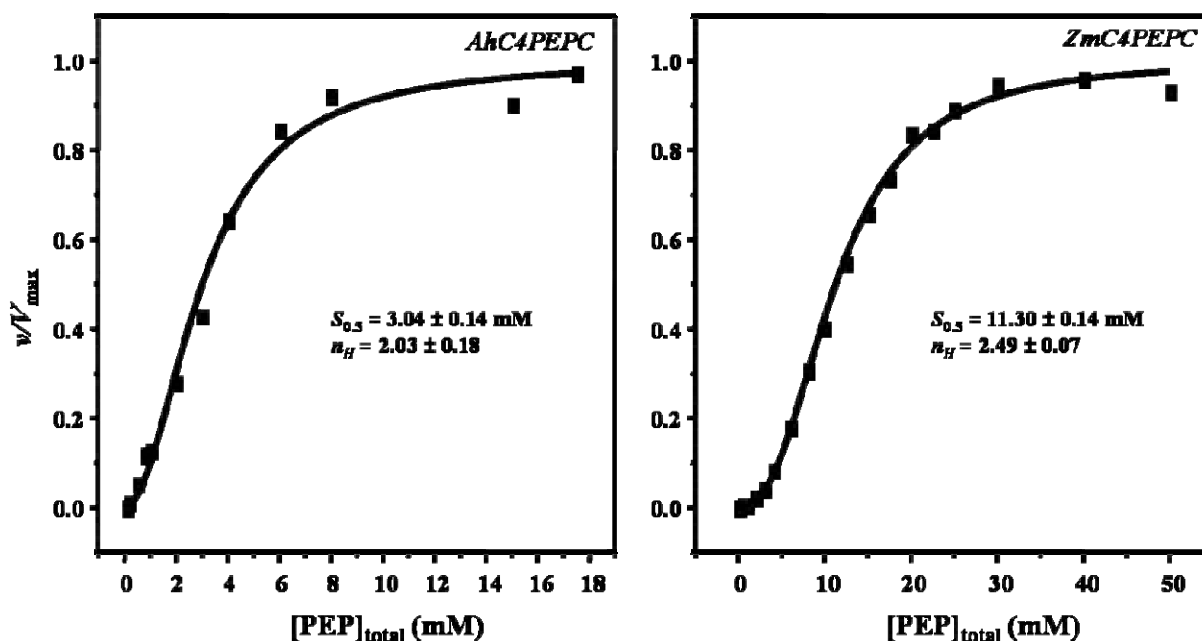 AhC4PEPC
v/Vmax
1.0
0.8
0.6
0.4
0.2
0.0
S0.5 = 3.04 ± 0.14 mM
nH = 2.03 ± 0.18
0 2 4 6 8 10 12 14 16 18
[PEP]total (mM)
ZmC4PEPC
1.0
0.8
0.6
0.4
0.2
0.0
S0.5 = 11.30 ± 0.14 mM
nH = 2.49 ± 0.07
0 10 20 30 40 50
[PEP]total (mM)